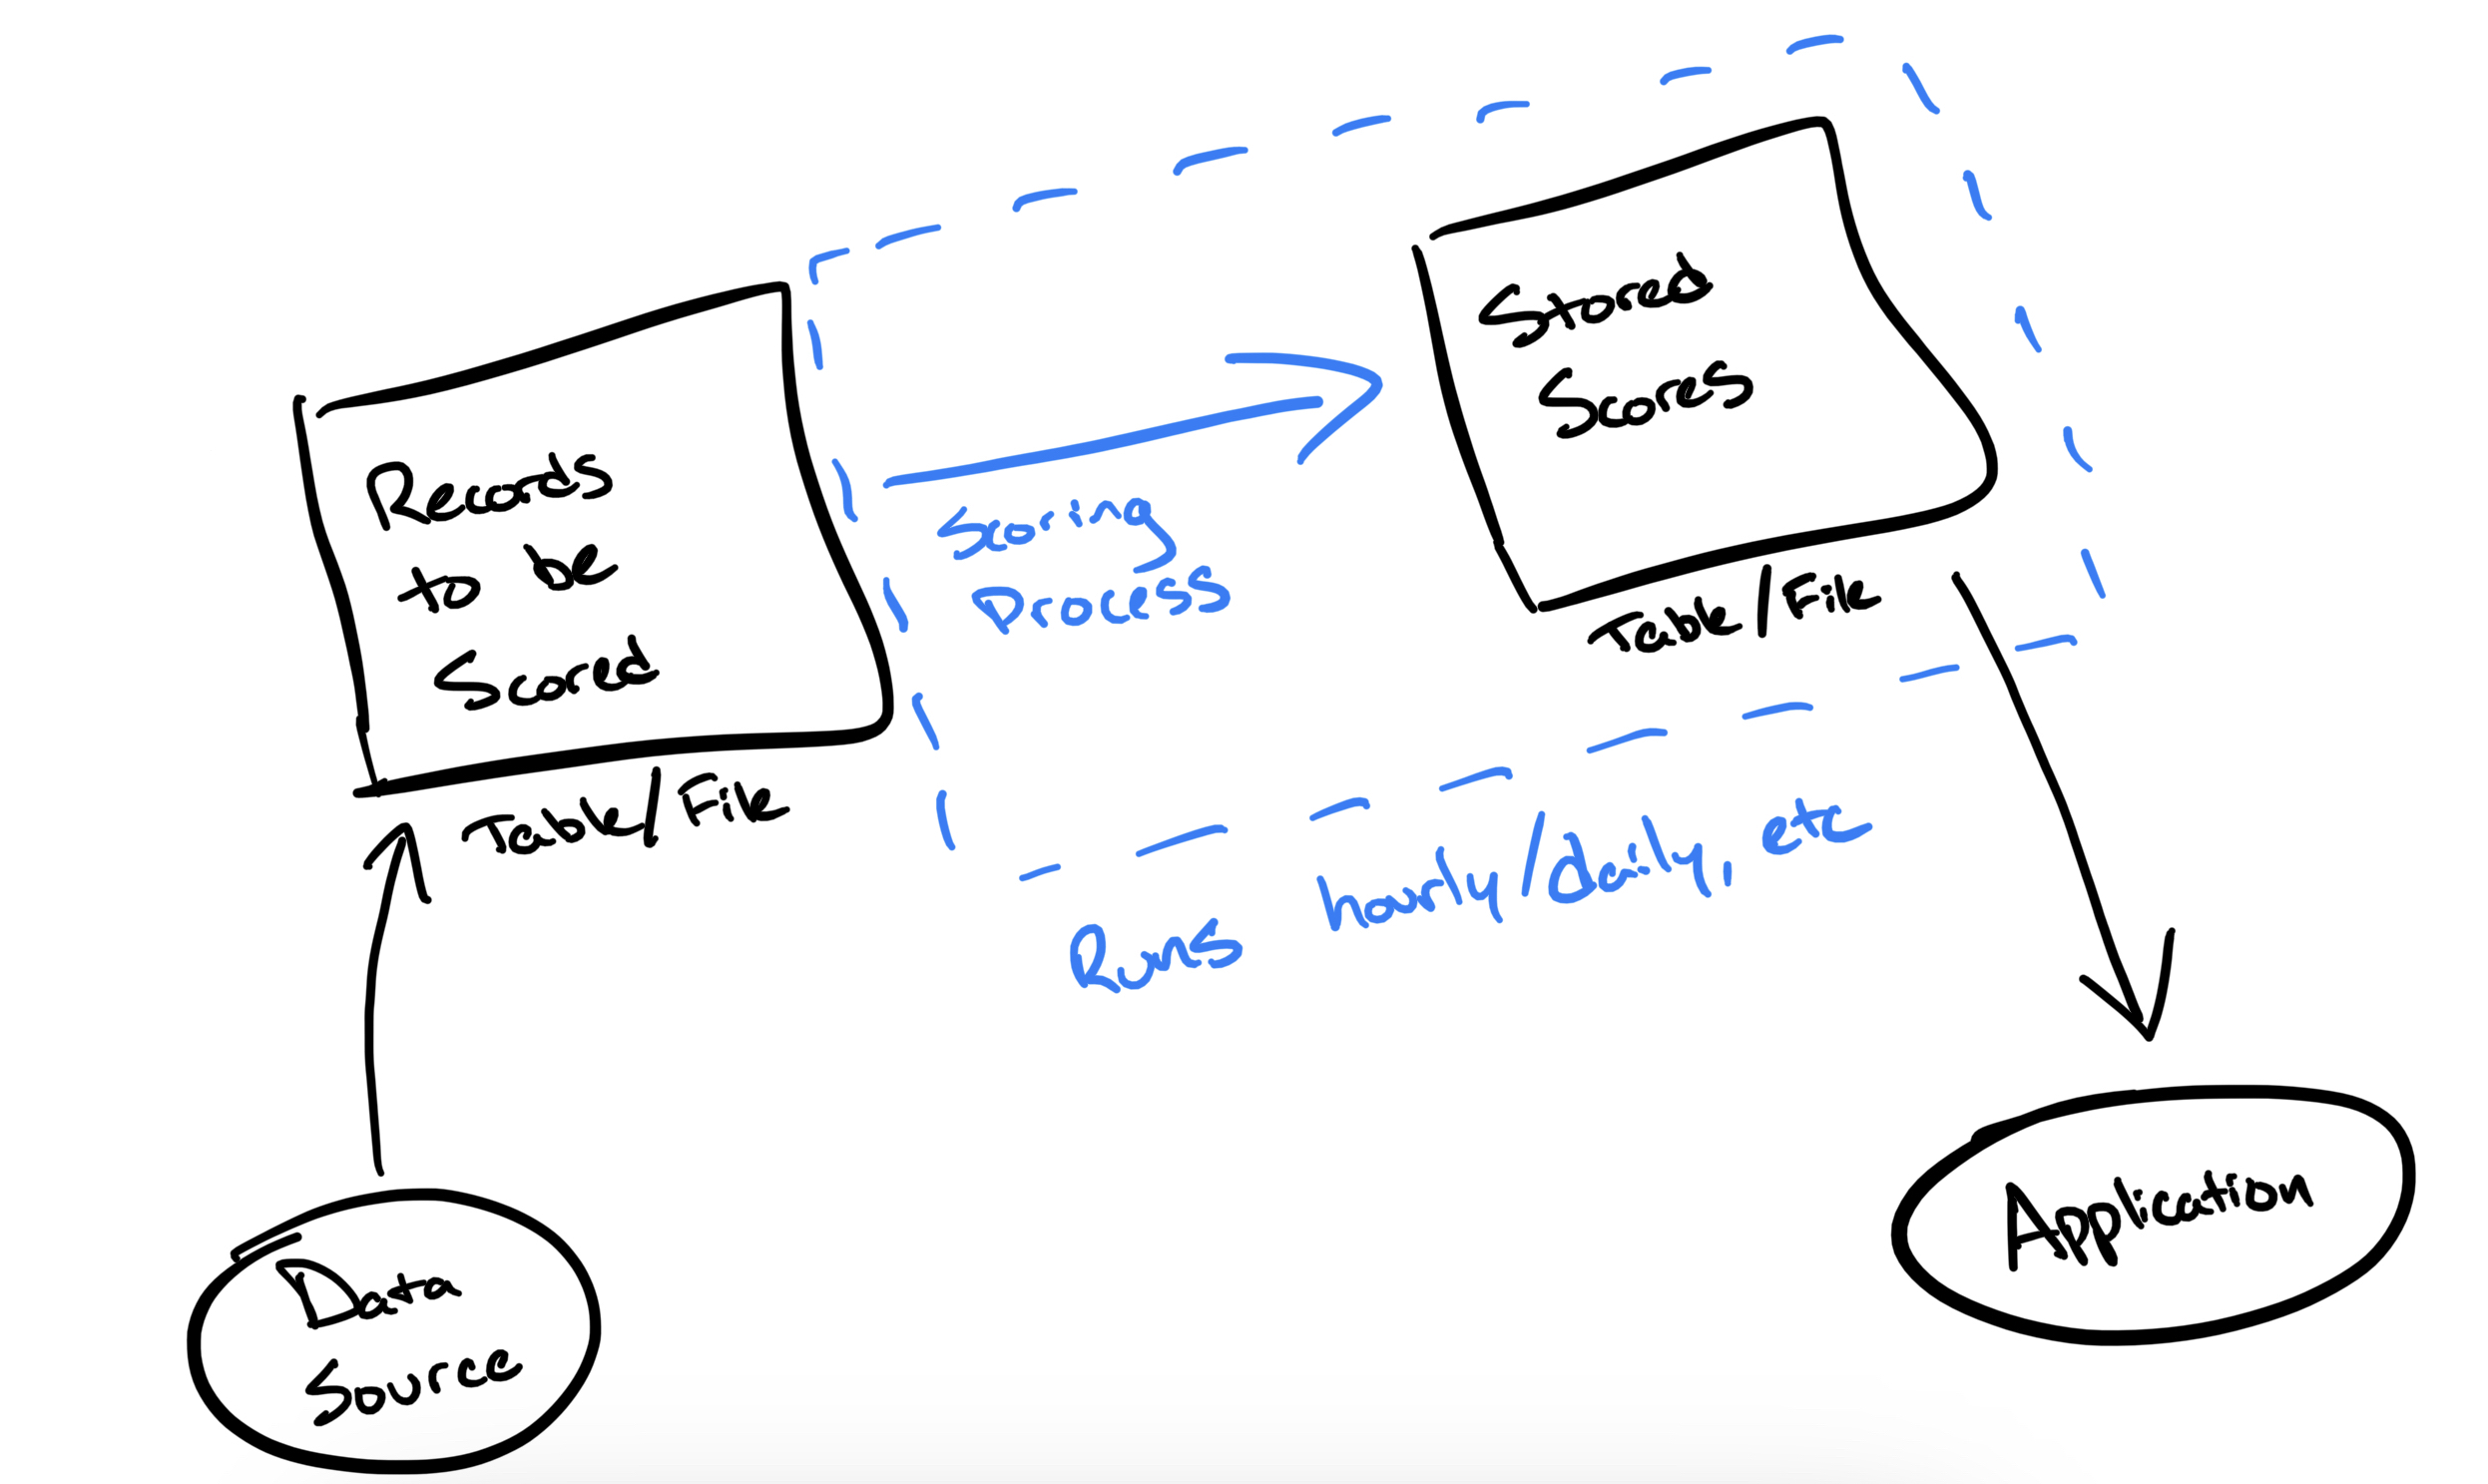 Records
to be
Scored
Table/File
Scoring
Process
Stored
Scores
Table/File
Runs hourly/daily, etc
Data
Source
Application